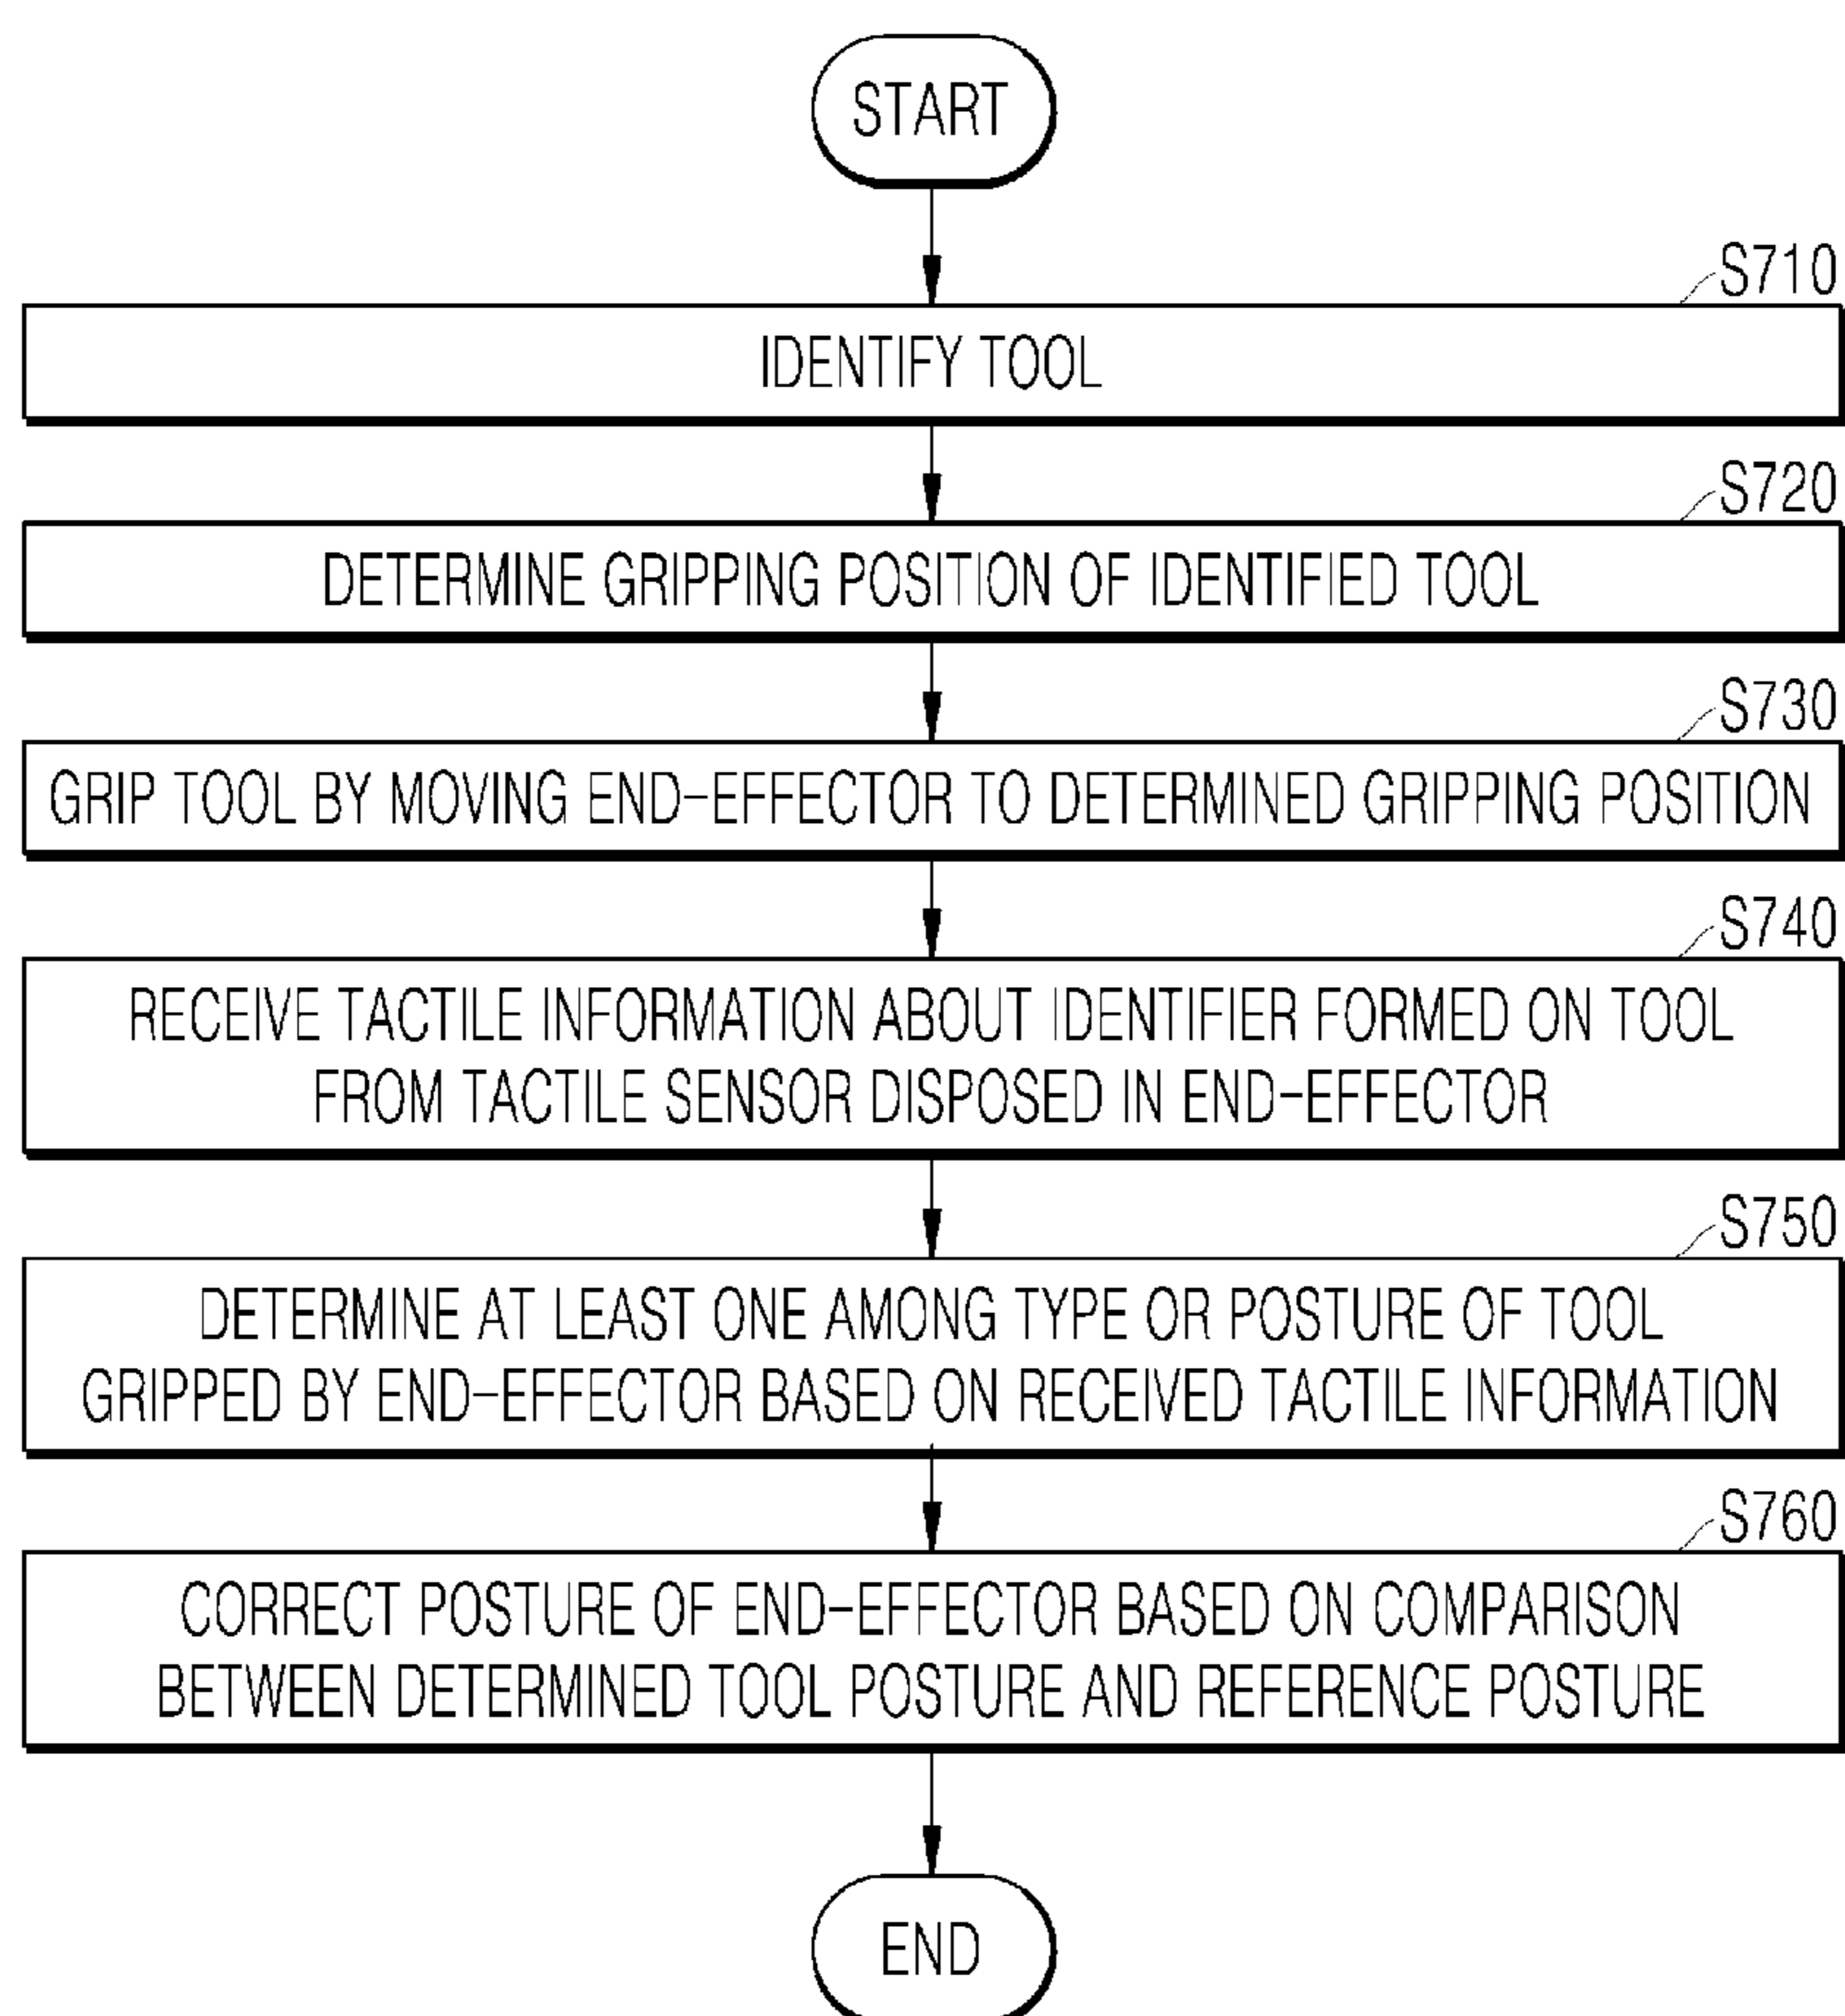 START
S710
IDENTIFY TOOL
S720
DETERMINE GRIPPING POSITION OF IDENTIFIED TOOL
S730
GRIP TOOL BY MOVING END-EFFECTOR TO DETERMINED GRIPPING POSITION
S740
RECEIVE TACTILE INFORMATION ABOUT IDENTIFIER FORMED ON TOOL
FROM TACTILE SENSOR DISPOSED IN END-EFFECTOR
S750
DETERMINE AT LEAST ONE AMONG TYPE OR POSTURE OF TOOL
GRIPPED BY END-EFFECTOR BASED ON RECEIVED TACTILE INFORMATION
S760
CORRECT POSTURE OF END-EFFECTOR BASED ON COMPARISON
BETWEEN DETERMINED TOOL POSTURE AND REFERENCE POSTURE
END